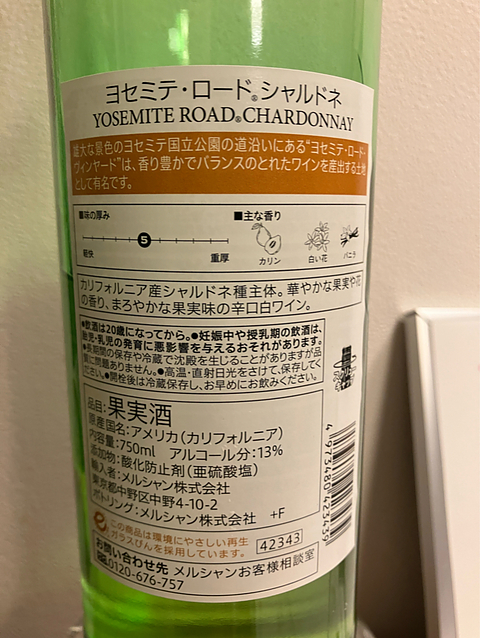 ヨセミテ・ロード®シャルドネ
YOSEMITE ROAD®CHARDONNAY
雄大な景色のヨセミテ国立公園の道沿いにある“ヨセミテ・ロード・
ヴィンヤード”は、香り豊かでバランスのとれたワインを産出する土地
として有名です。
■味の厚み
5
軽快
重厚
■主な香り
カリン
白い花
バニラ
カリフォルニア産シャルドネ種主体。華やかな果実や花
の香り、まろやかな果実味の辛口白ワイン。
●飲酒は20歳になってから。●妊娠中や授乳期の飲酒は、
胎児・乳児の発育に悪影響を与えるおそれがあります。
●長期間の保存や冷蔵で沈殿を生じることがありますが品
質に問題ありません。●高温・直射日光をさけて、保存してく
ださい。●開栓後は冷蔵保存し、お早めにお飲みください。
品目:果実酒
原産国名:アメリカ(カリフォルニア)
内容量:750ml アルコール分:13%
添加物:酸化防止剤(亜硫酸塩)
輸入者:メルシャン株式会社
東京都中野区中野4-10-2
ボトリング:メルシャン株式会社 +F
この商品は環境にやさしい再生
ガラスびんを採用しています。
42343
お問い合わせ先 メルシャンお客様相談室
0120-676-757
4973480423439